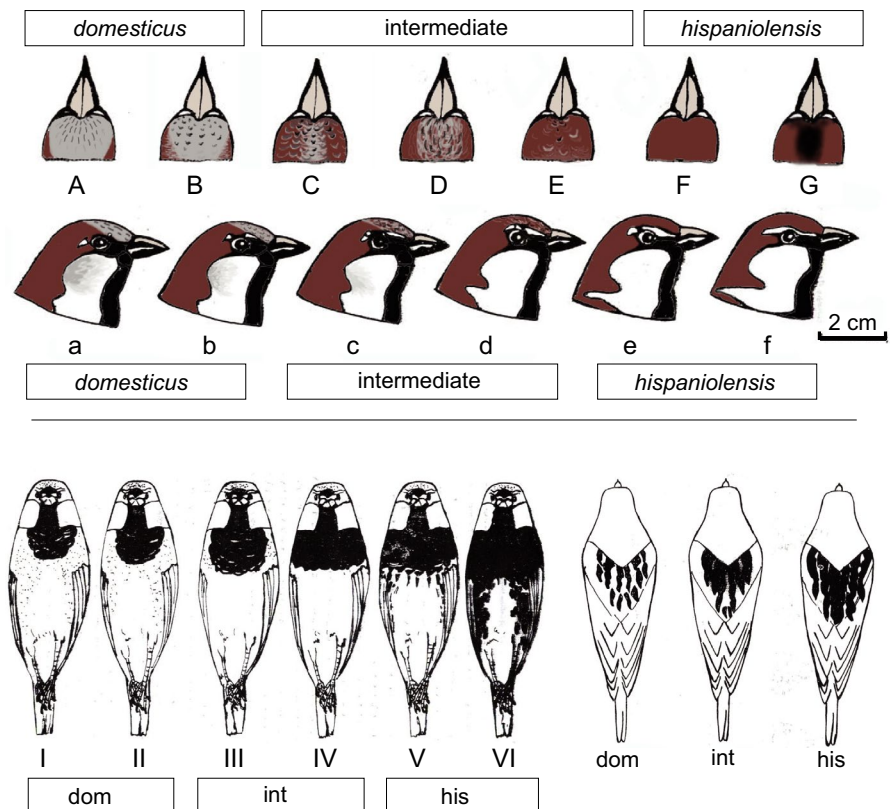 domesticus intermediate hispaniolensis
A B C D E F G
2 cm
a b c d e f
domesticus intermediate hispaniolensis
I II III IV V VI
dom int his
dom int his